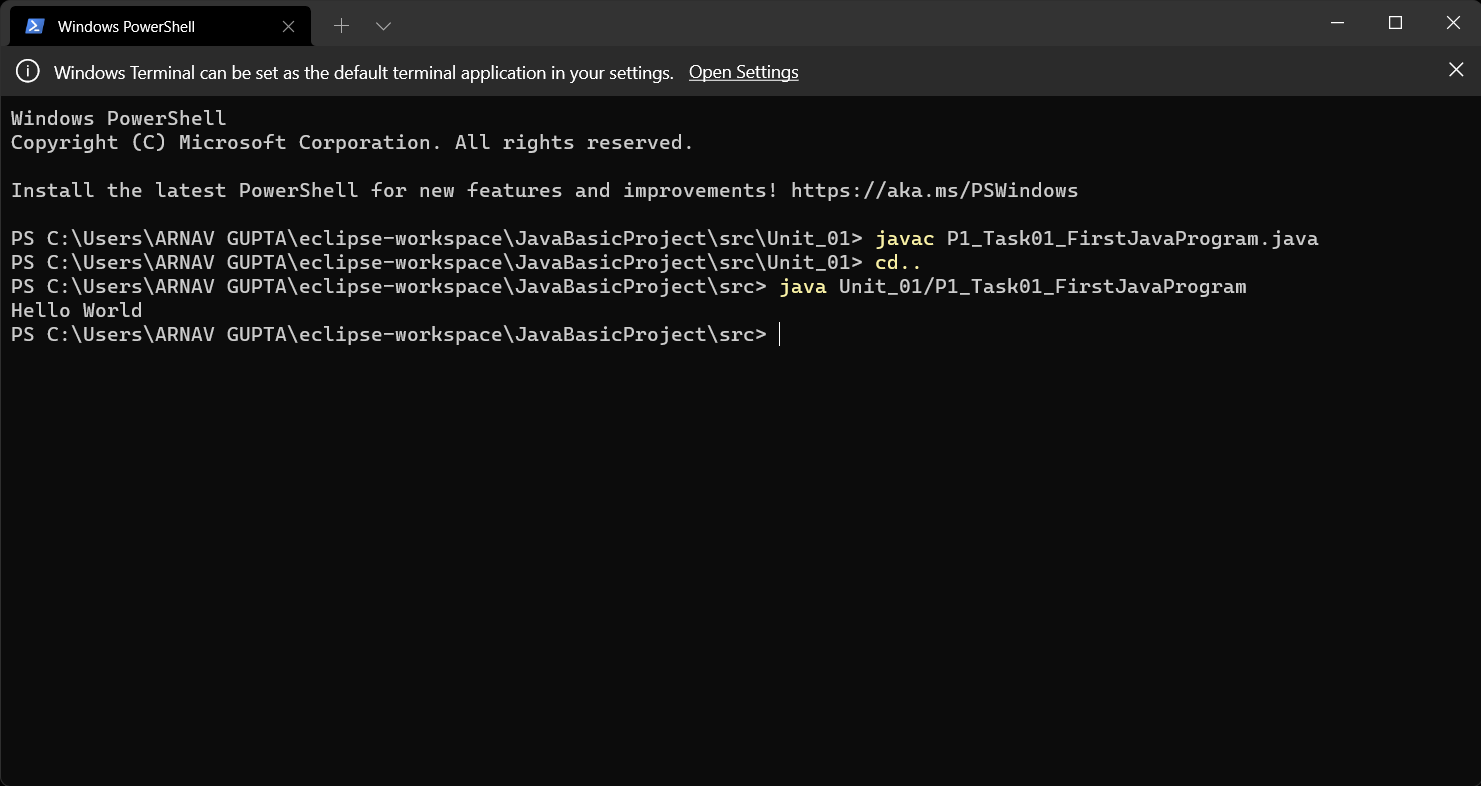 Windows PowerShell
Windows Terminal can be set as the default terminal application in your settings. Open Settings
Windows PowerShell
Copyright (C) Microsoft Corporation. All rights reserved.
Install the latest PowerShell for new features and improvements! https://aka.ms/PSWindows
PS C:\Users\ARNAV GUPTA\eclipse-workspace\JavaBasicProject\src\Unit_01> javac P1_Task01_FirstJavaProgram.java
PS C:\Users\ARNAV GUPTA\eclipse-workspace\JavaBasicProject\src\Unit_01> cd..
PS C:\Users\ARNAV GUPTA\eclipse-workspace\JavaBasicProject\src> java Unit_01/P1_Task01_FirstJavaProgram
Hello World
PS C:\Users\ARNAV GUPTA\eclipse-workspace\JavaBasicProject\src>